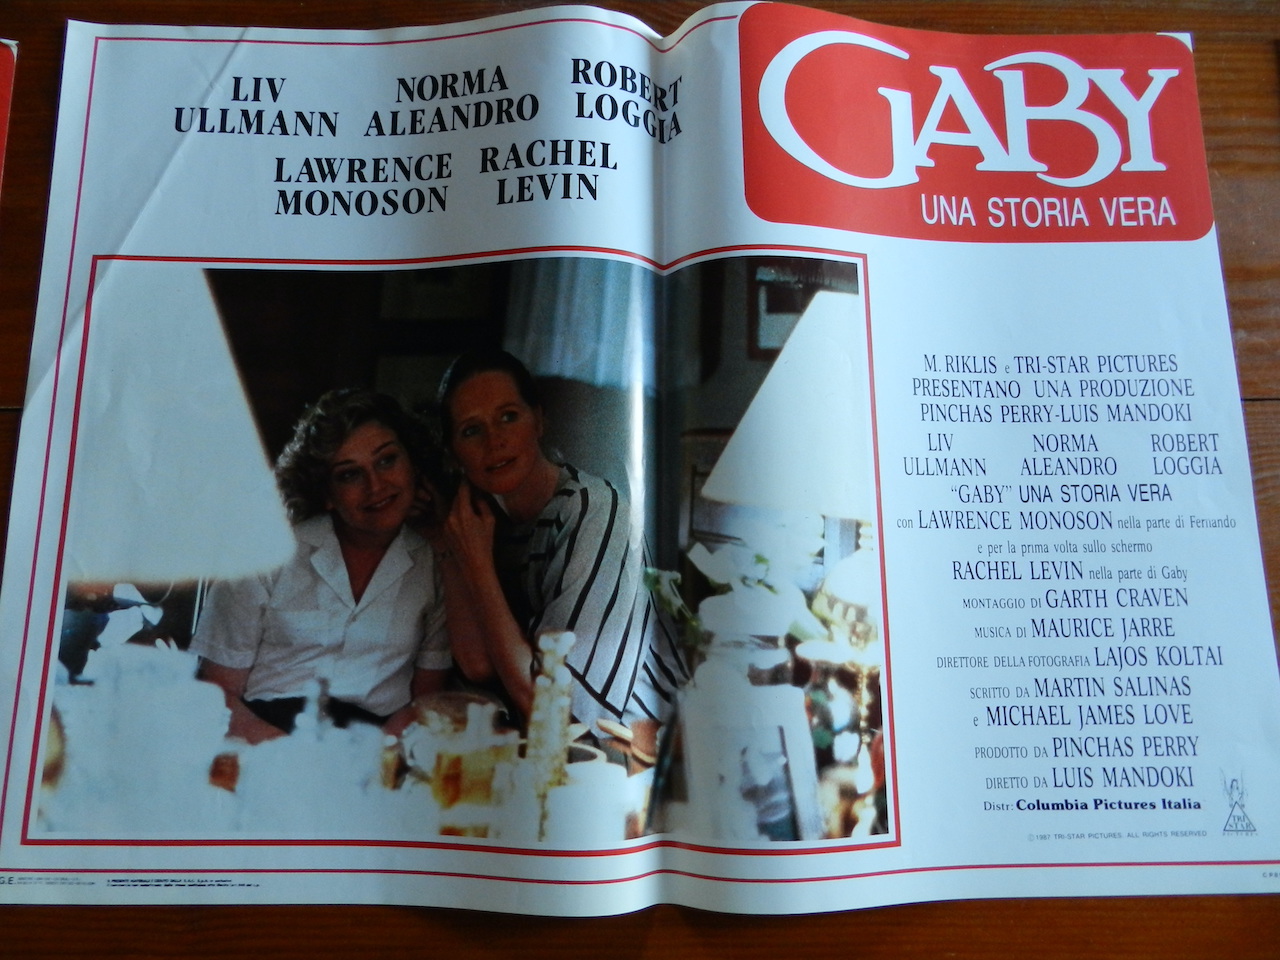 LIV NORMA ROBERT
ULLMANN ALEANDRO LOGGIA
LAWRENCE RACHEL
MONOSON LEVIN
GABY
UNA STORIA VERA
M. RIKLIS e TRI-STAR PICTURES
PRESENTANO UNA PRODUZIONE
PINCHAS PERRY-LUIS MANDOKI
LIV NORMA ROBERT
ULLMANN ALEANDRO LOGGIA
"GABY" UNA STORIA VERA
con LAWRENCE MONOSON nella parte di Fernando
e per la prima volta sullo schermo
RACHEL LEVIN nella parte di Gaby
MONTAGGIO DI GARTH CRAVEN
MUSICA DI MAURICE JARRE
DIRETTORE DELLA FOTOGRAFIA LAJOS KOLTAI
SCRITTO DA MARTIN SALINAS
e MICHAEL JAMES LOVE
PRODOTTO DA PINCHAS PERRY
DIRETTO DA LUIS MANDOKI
Distr: Columbia Pictures Italia
TRI
STAR
PICTURES
©1987 TRI-STAR PICTURES. ALL RIGHTS RESERVED